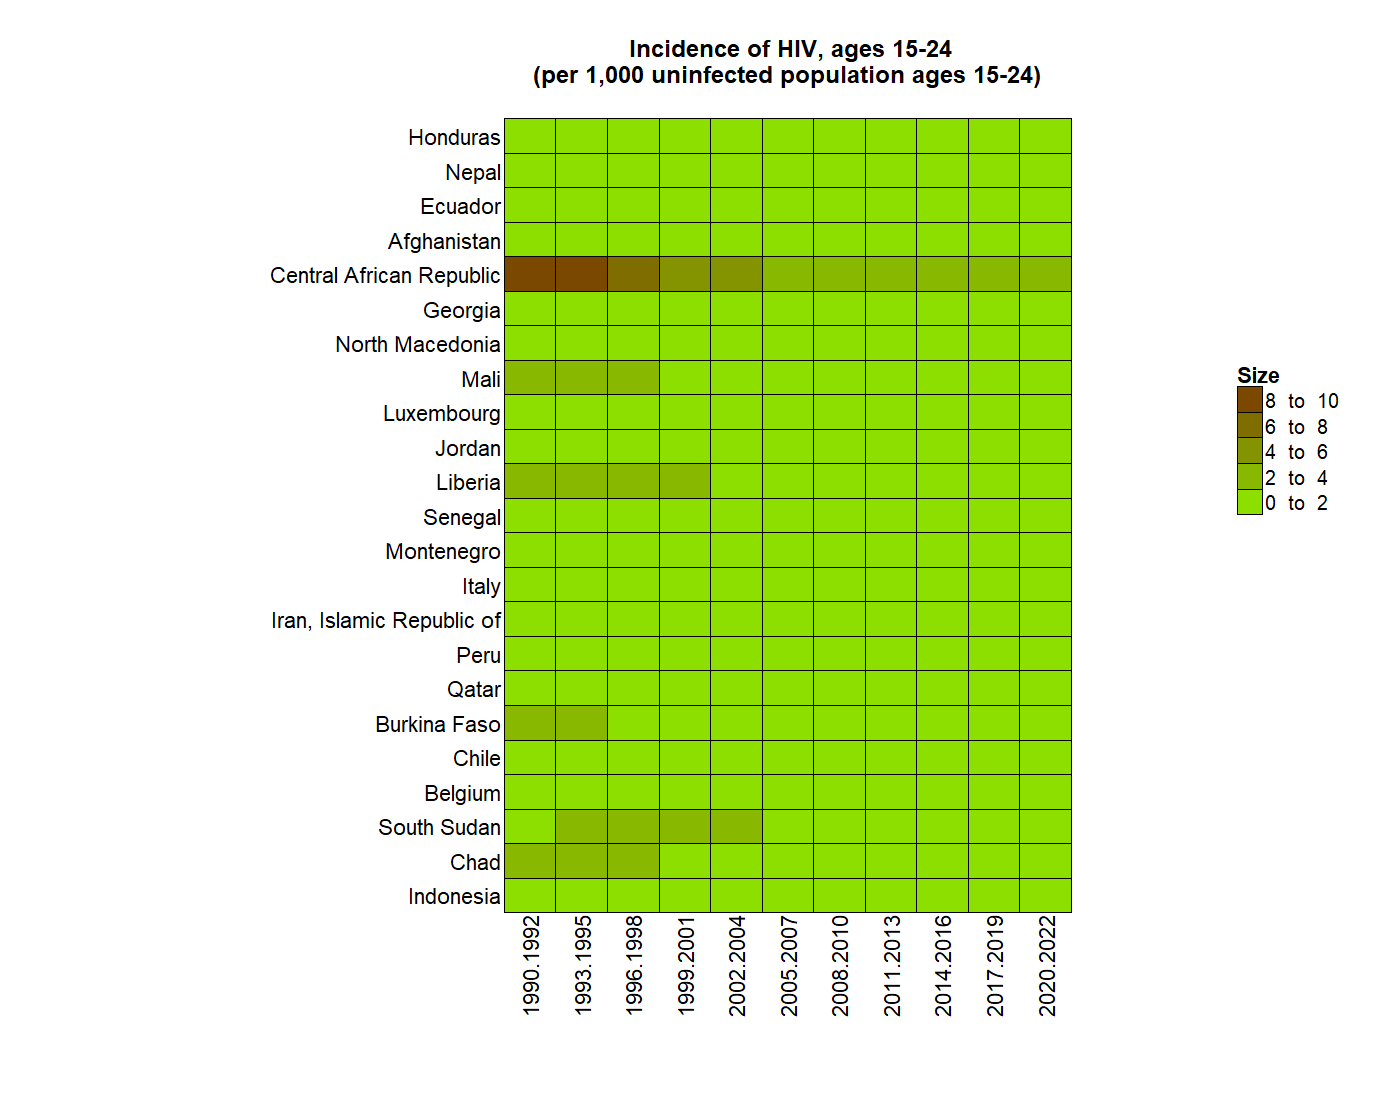 Incidence of HIV, ages 15-24
(per 1,000 uninfected population ages 15-24)
Honduras
Nepal
Ecuador
Afghanistan
Central African Republic
Georgia
North Macedonia
Mali
Luxembourg
Jordan
Liberia
Senegal
Montenegro
Italy
Iran, Islamic Republic of
Peru
Qatar
Burkina Faso
Chile
Belgium
South Sudan
Chad
Indonesia
1990.1992
1993.1995
1996.1998
1999.2001
2002.2004
2005.2007
2008.2010
2011.2013
2014.2016
2017.2019
2020.2022
Size
8 to 10
6 to 8
4 to 6
2 to 4
0 to 2